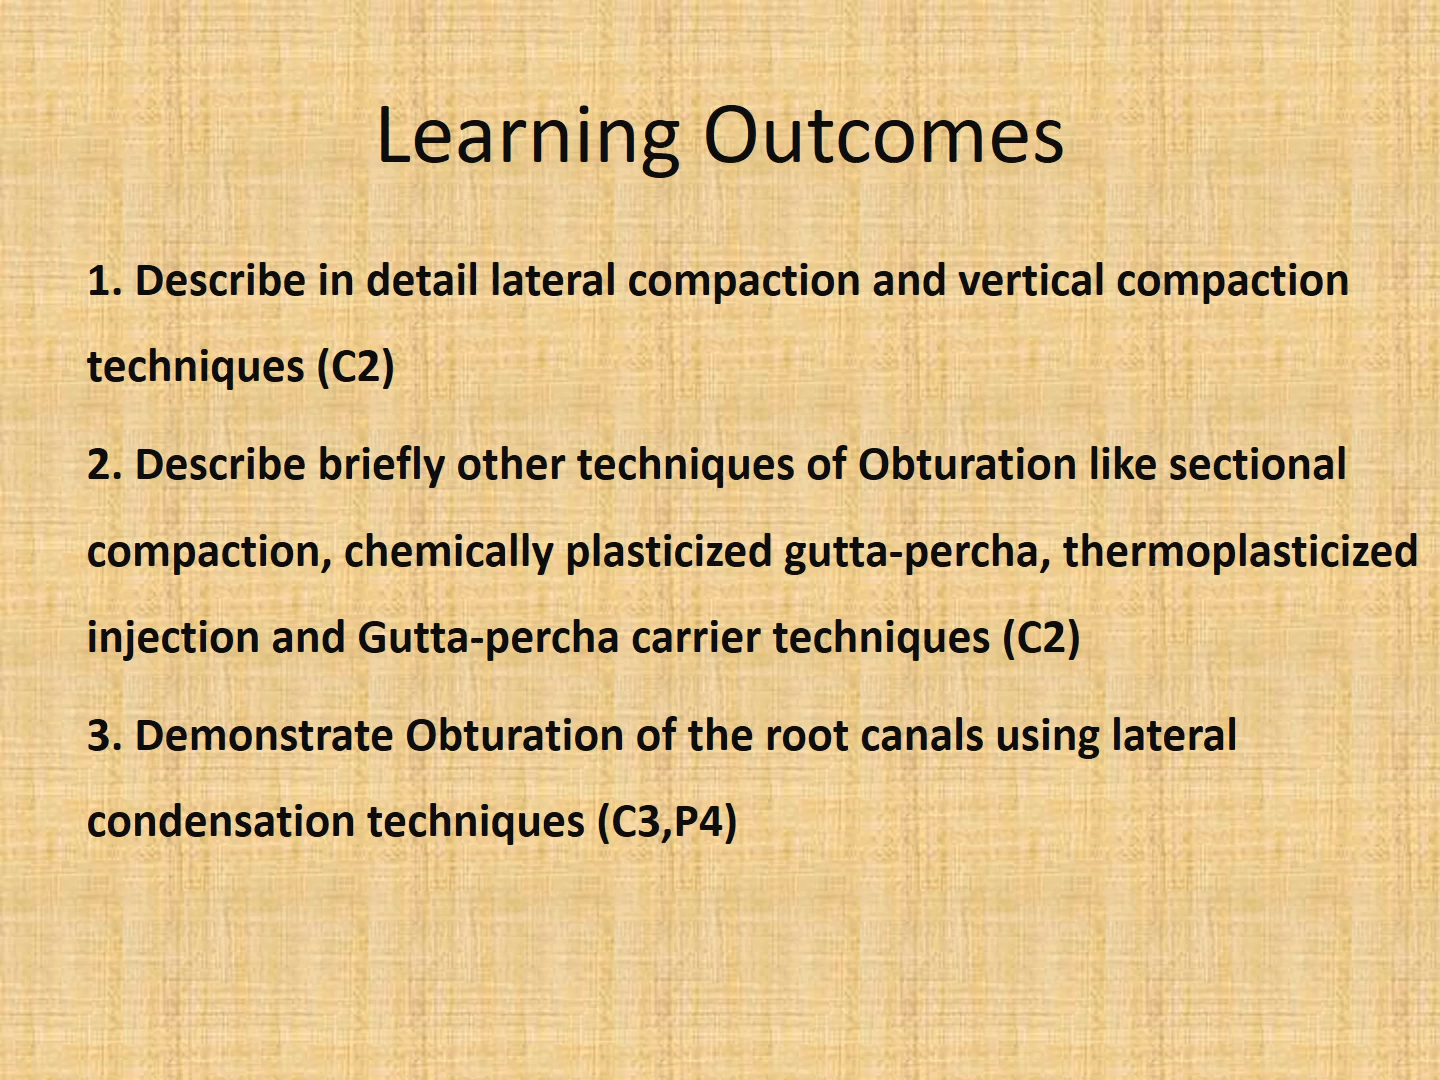 Learning Outcomes
1. Describe in detail lateral compaction and vertical compaction
techniques (C2)
2. Describe briefly other techniques of Obturation like sectional
compaction, chemically plasticized gutta-percha, thermoplasticized
injection and Gutta-percha carrier techniques (C2)
3. Demonstrate Obturation of the root canals using lateral
condensation techniques (C3,P4)